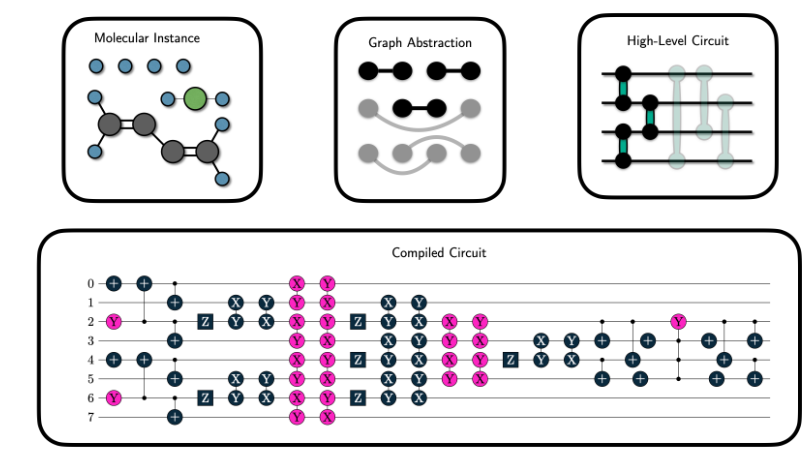 Molecular Instance
Graph Abstraction
High-Level Circuit
Compiled Circuit
0 + + X Y
1 + X Y Y X X Y
2 Y Z Y X X Y Z Y X X Y Y
3 + Y X X Y Y X X Y + +
4 + + X Y Z Y X X Y Z Y X + +
5 + X Y Y X X Y Y X + + + +
6 Y Z Y X X Y Z Y X
7 + Y X